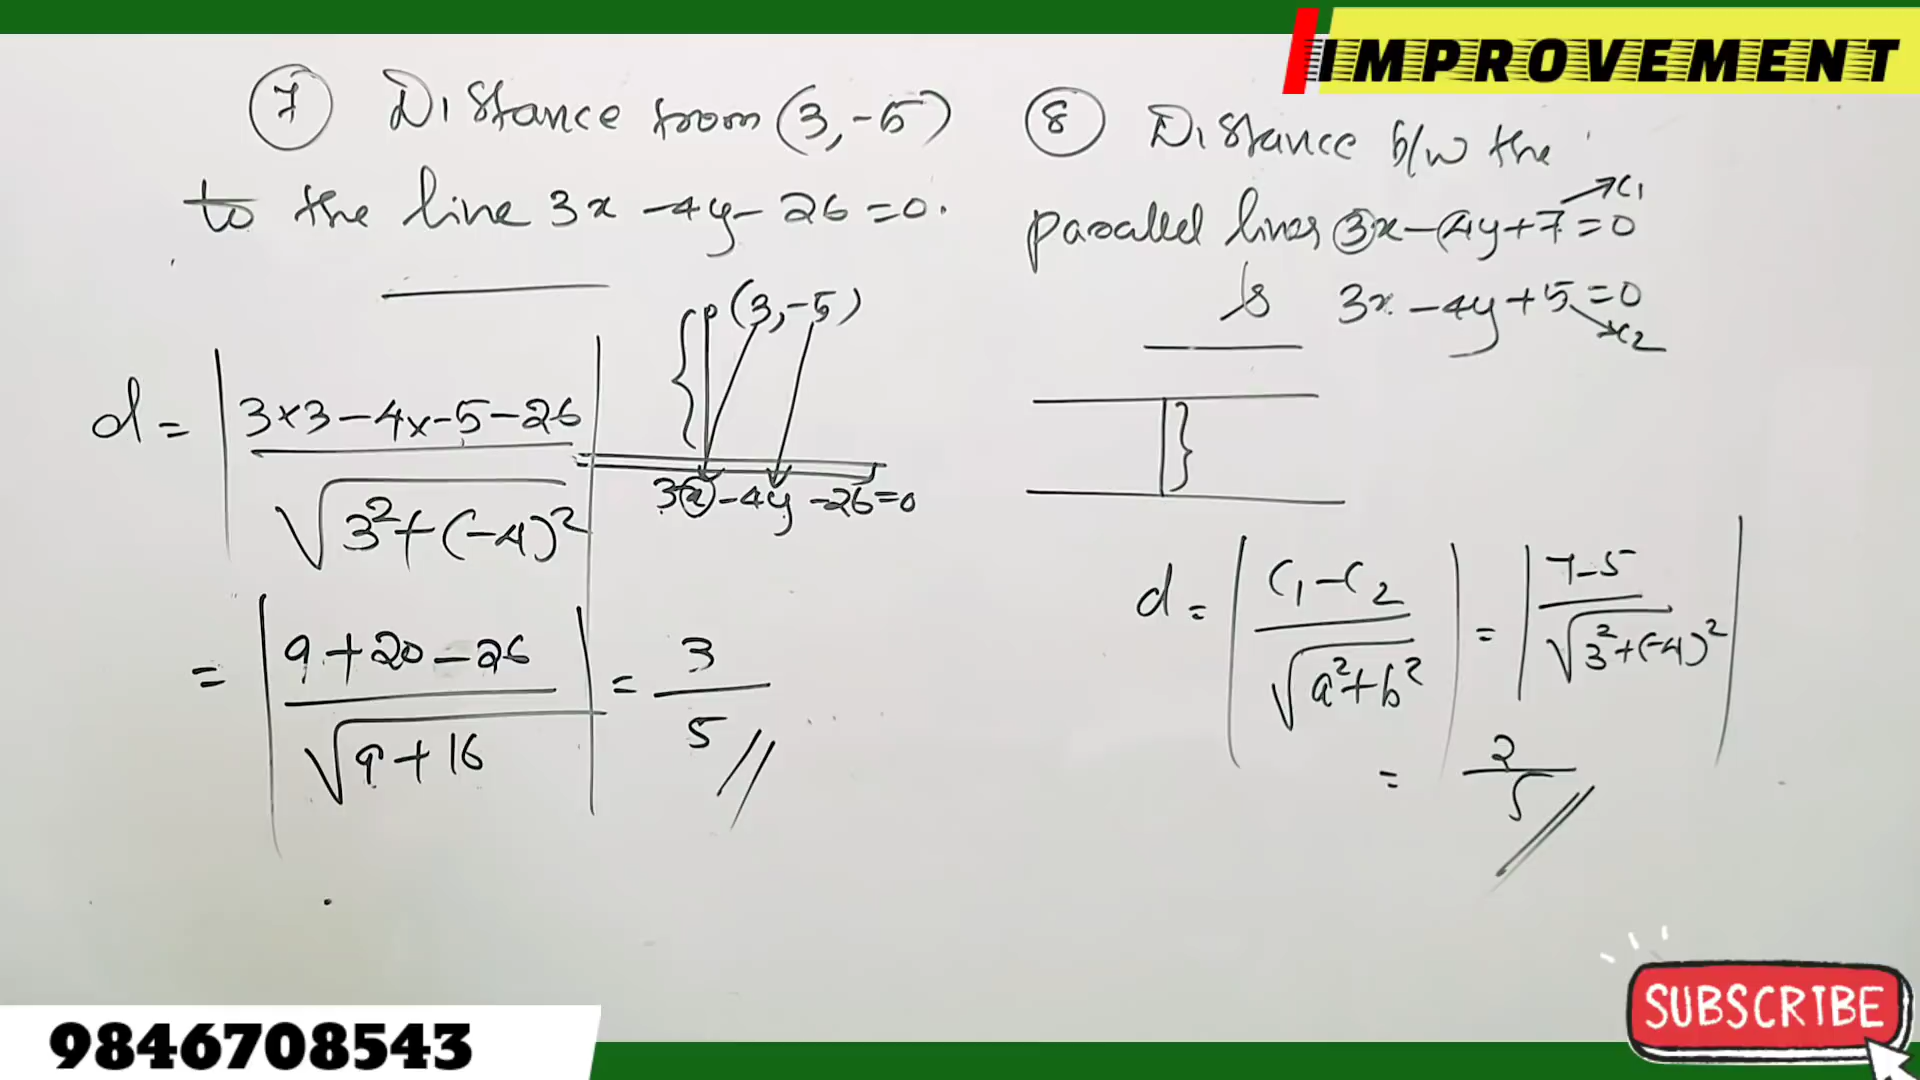 IMPROVEMENT
7 Distance from (3,-5)
to the line 3x -4y- 26=0.
(3,-5)
3x-4y-26=0
d= |3×3-4×-5-26 / √3²+(-4)²|
= |9+20-26 / √9+16| = 3/5
8 Distance b/w the
parallel lines 3x-4y+7=0 → C1
& 3x-4y+5=0 → C2
d= |C1-C2 / √a²+b²| = |7-5 / √3²+(-4)²|
= 2/5
9846708543
SUBSCRIBE